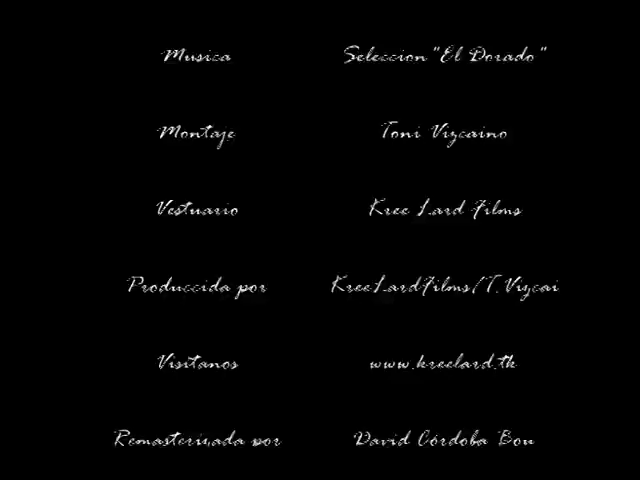 Musica Seleccion "El Dorado"
Montaje Toni Vizcaino
Vestuario Kree Lard Films
Produccida por KreeLardFilms/T.Vizcai
Visitanos www.kreelard.tk
Remasterisada por David Córdoba Bou